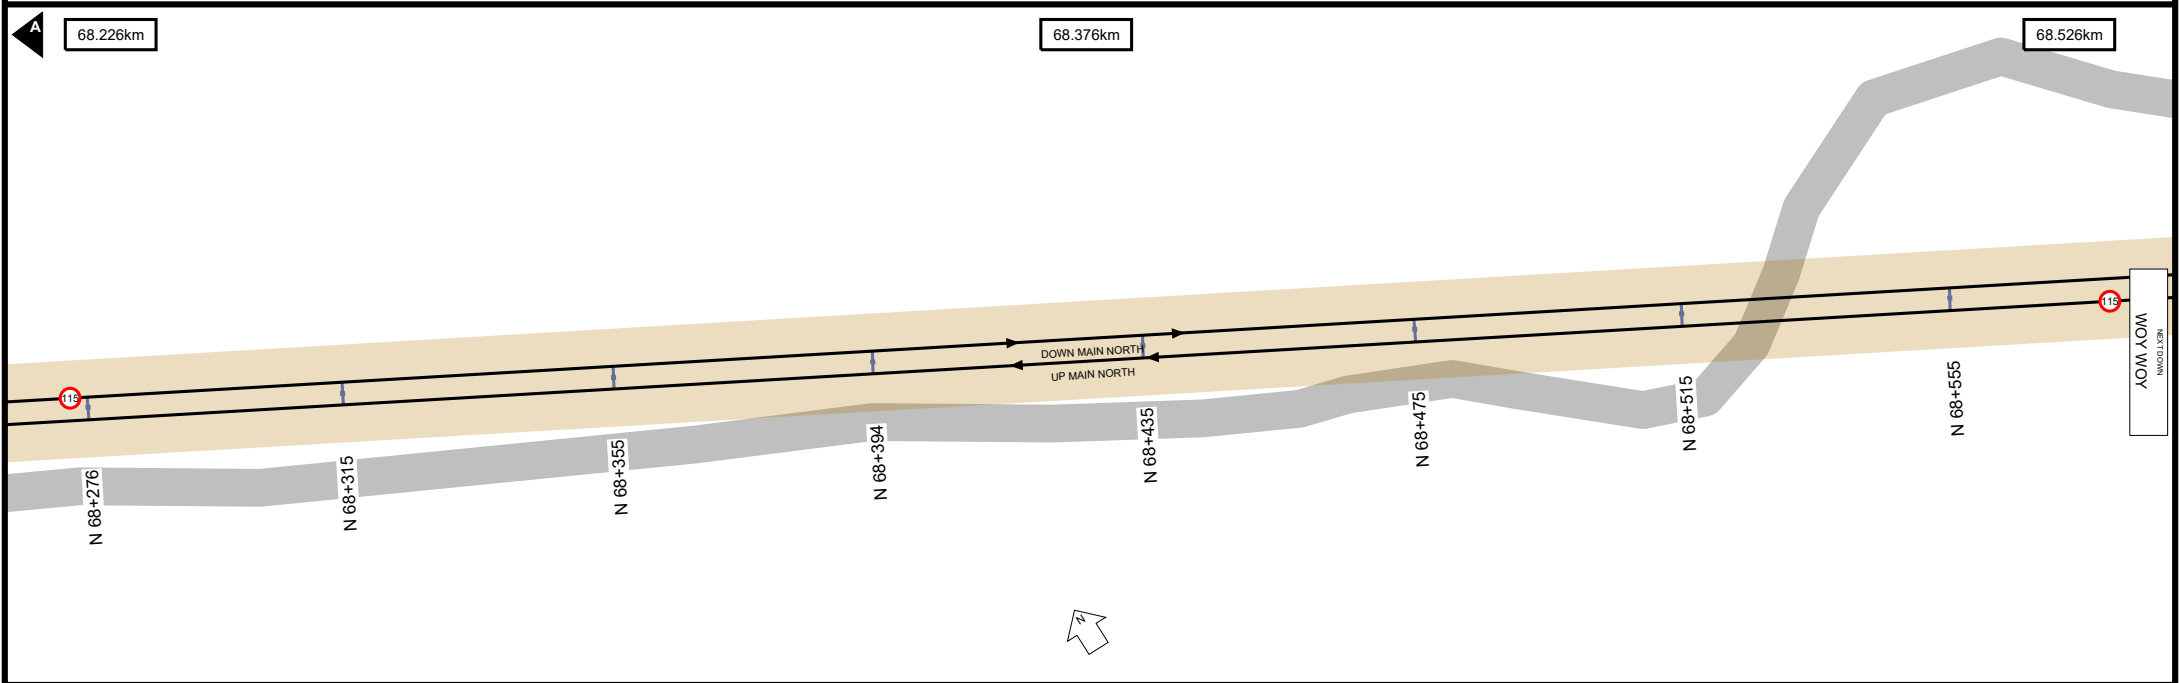 A
68.226km
68.376km
68.526km
115
DOWN MAIN NORTH
UP MAIN NORTH
115
WOY WOY
NEXT DOWN
N 68+276
N 68+315
N 68+355
N 68+394
N 68+435
N 68+475
N 68+515
N 68+555
N